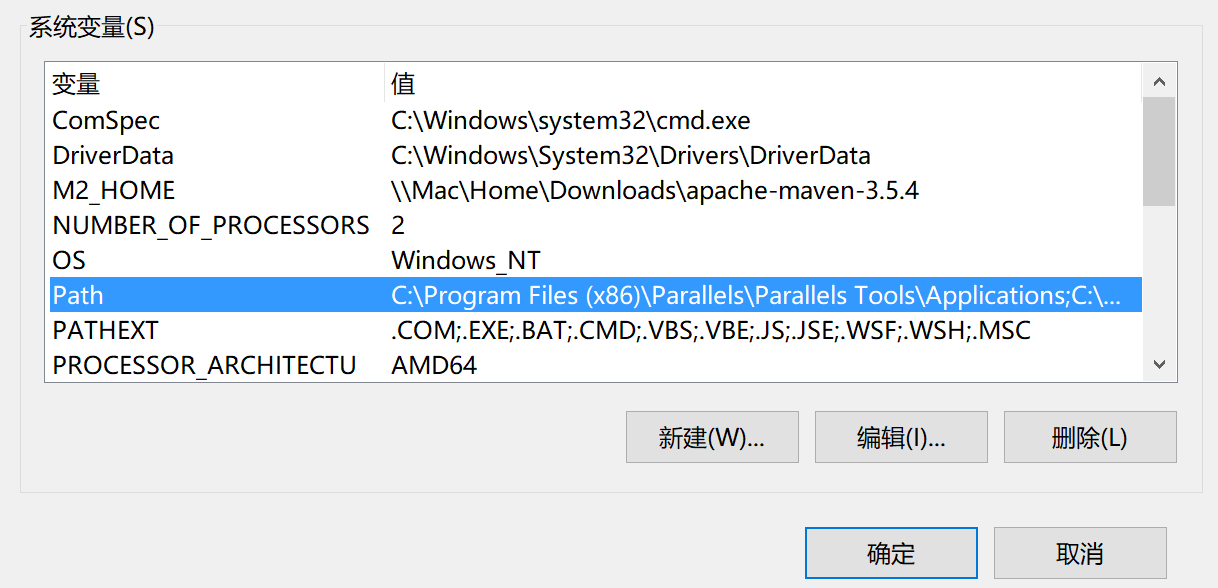 系统变量(S)
变量 值
ComSpec C:\Windows\system32\cmd.exe
DriverData C:\Windows\System32\Drivers\DriverData
M2_HOME \\Mac\Home\Downloads\apache-maven-3.5.4
NUMBER_OF_PROCESSORS 2
OS Windows_NT
Path C:\Program Files (x86)\Parallels\Parallels Tools\Applications;C:\...
PATHEXT .COM;.EXE;.BAT;.CMD;.VBS;.VBE;.JS;.JSE;.WSF;.WSH;.MSC
PROCESSOR_ARCHITECTU AMD64
新建(W)... 编辑(I)... 删除(L)
确定 取消